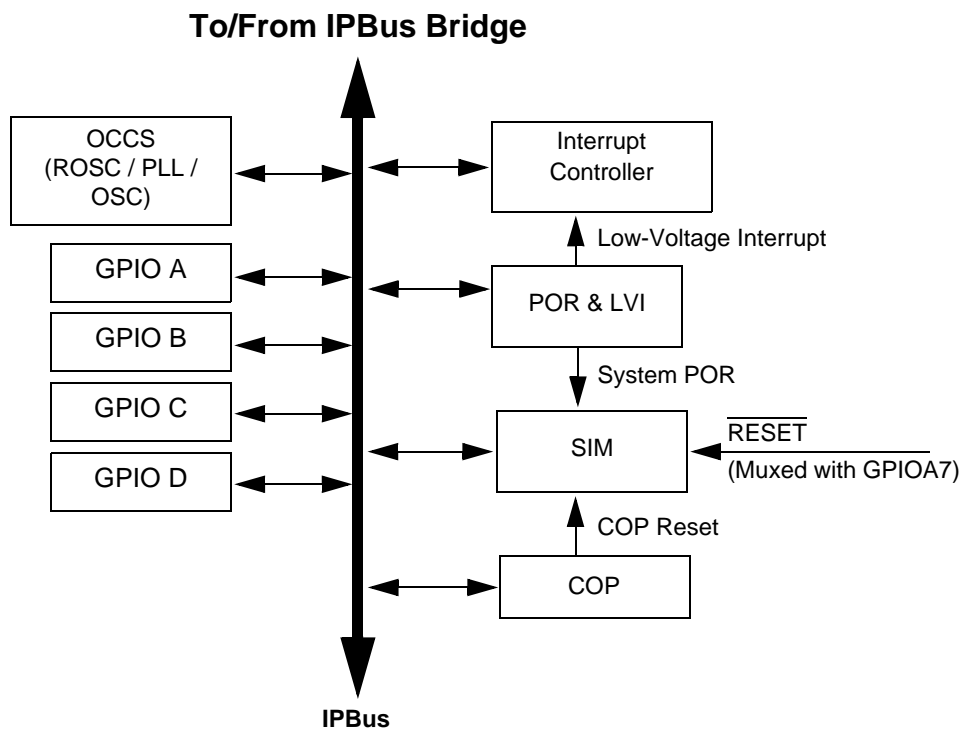 To/From IPBus Bridge
OCCS
(ROSC / PLL /
OSC)
GPIO A
GPIO B
GPIO C
GPIO D
Interrupt
Controller
Low-Voltage Interrupt
POR & LVI
System POR
SIM
RESET
(Muxed with GPIOA7)
COP Reset
COP
IPBus